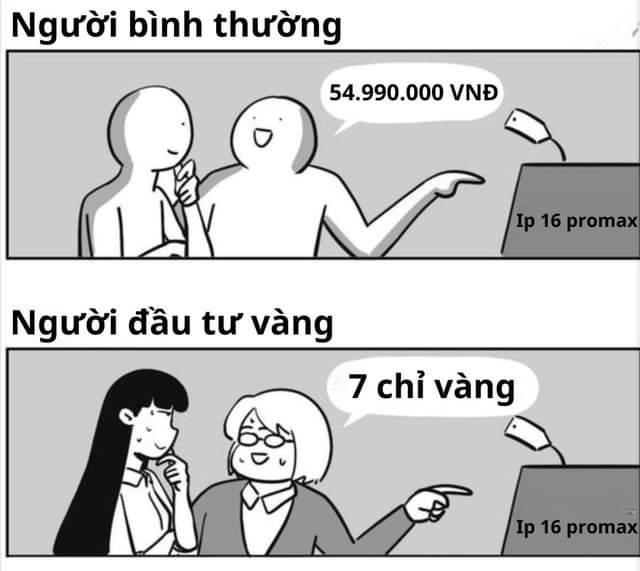 Người bình thường
54.990.000 VNĐ
Ip 16 promax
Người đầu tư vàng
7 chỉ vàng
Ip 16 promax